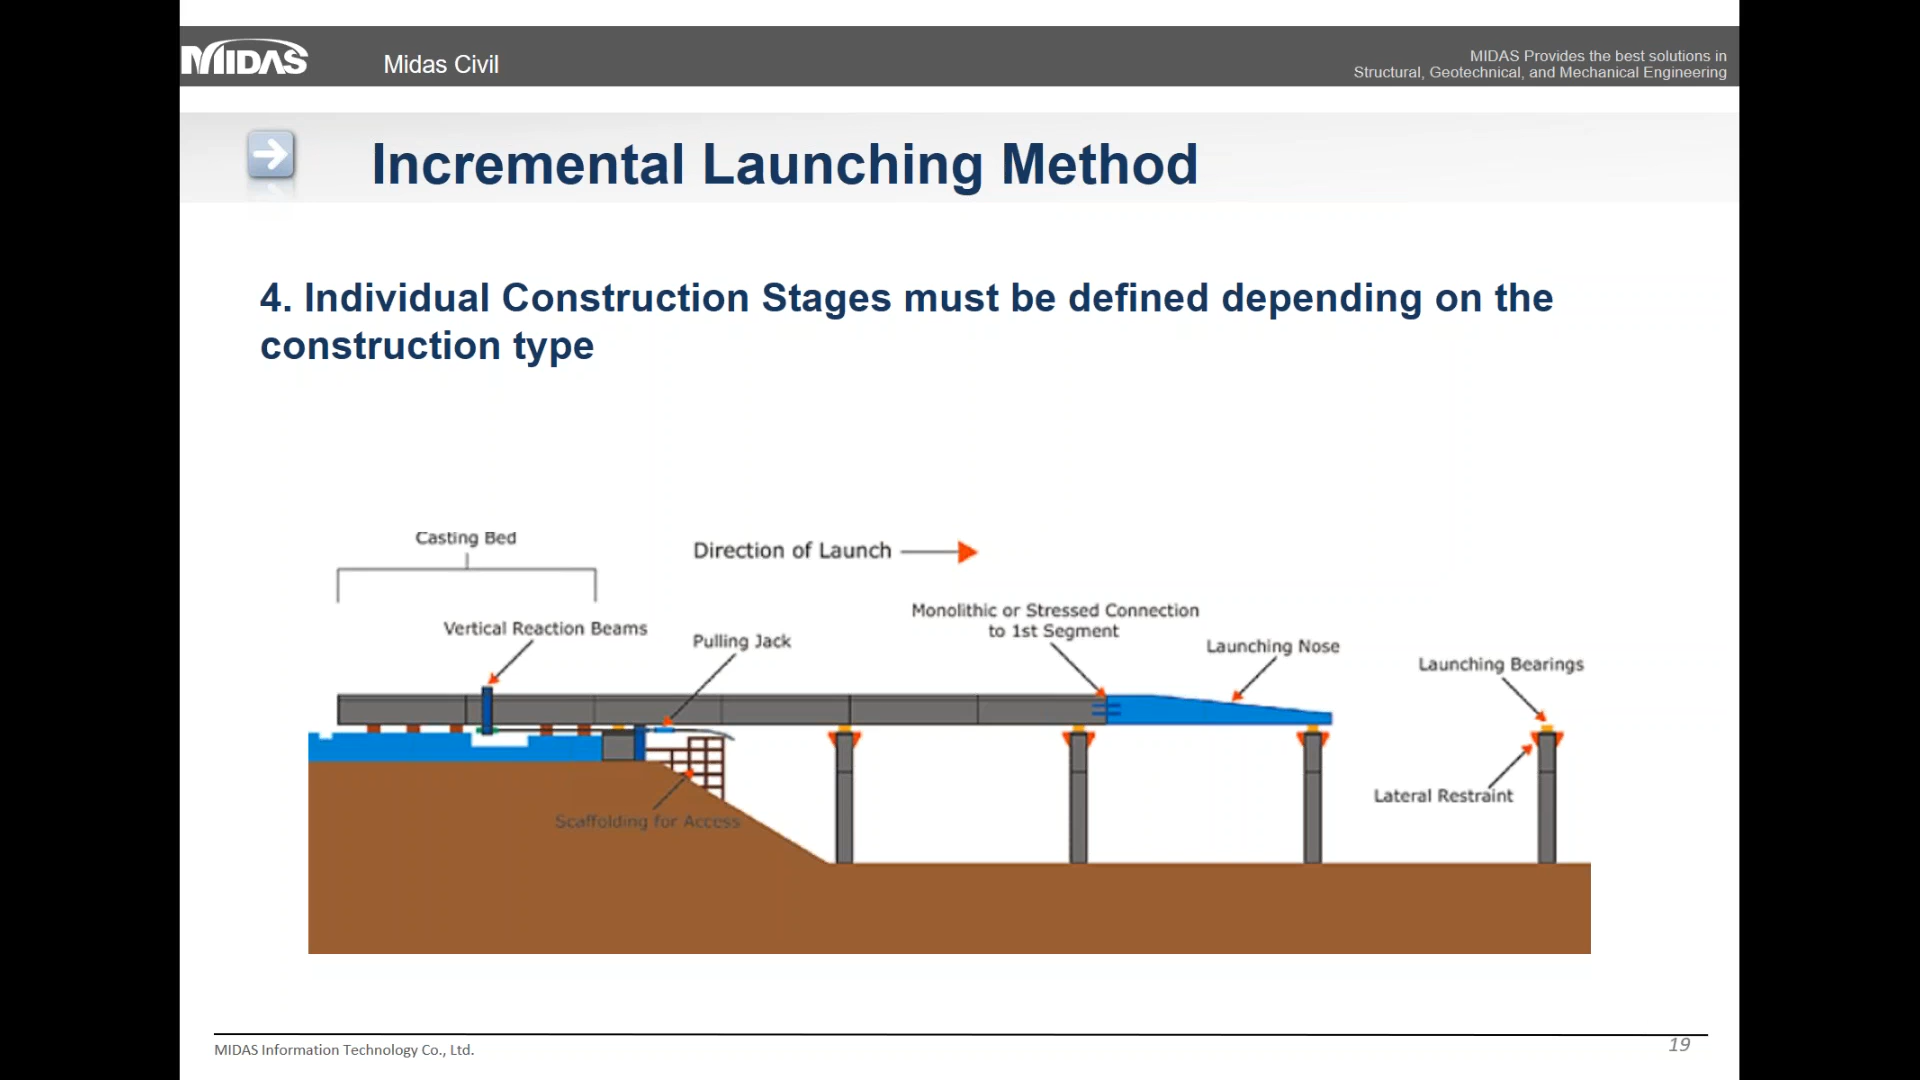 MIDAS
Midas Civil
MIDAS Provides the best solutions in
Structural, Geotechnical, and Mechanical Engineering
Incremental Launching Method
4. Individual Construction Stages must be defined depending on the
construction type
Casting Bed
Direction of Launch
Monolithic or Stressed Connection
to 1st Segment
Vertical Reaction Beams
Pulling Jack
Launching Nose
Launching Bearings
Lateral Restraint
Scaffolding for Access
MIDAS Information Technology Co., Ltd.
19